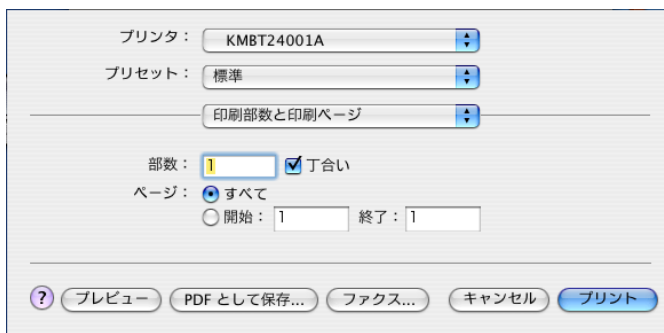 プリンタ： KMBT24001A
プリセット： 標準
印刷部数と印刷ページ
部数： 1 丁合い
ページ： すべて
開始： 1 終了： 1
? プレビュー PDF として保存... ファクス... キャンセル プリント